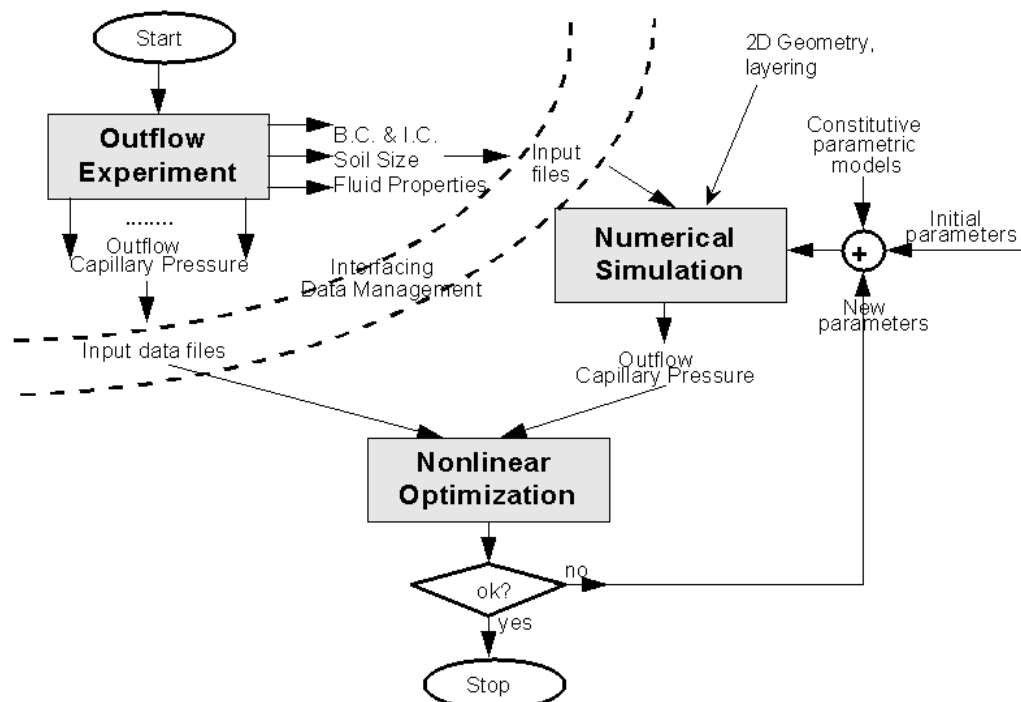 Start
2D Geometry,
layering
Outflow
Experiment
B.C. & I.C.
Soil Size
Fluid Properties
Input
files
Constitutive
parametric
models
........
Outflow
Capillary Pressure
Interfacing
Data Management
Numerical
Simulation
+
Initial
parameters
New
parameters
Input data files
Outflow
Capillary Pressure
Nonlinear
Optimization
ok?
no
yes
Stop